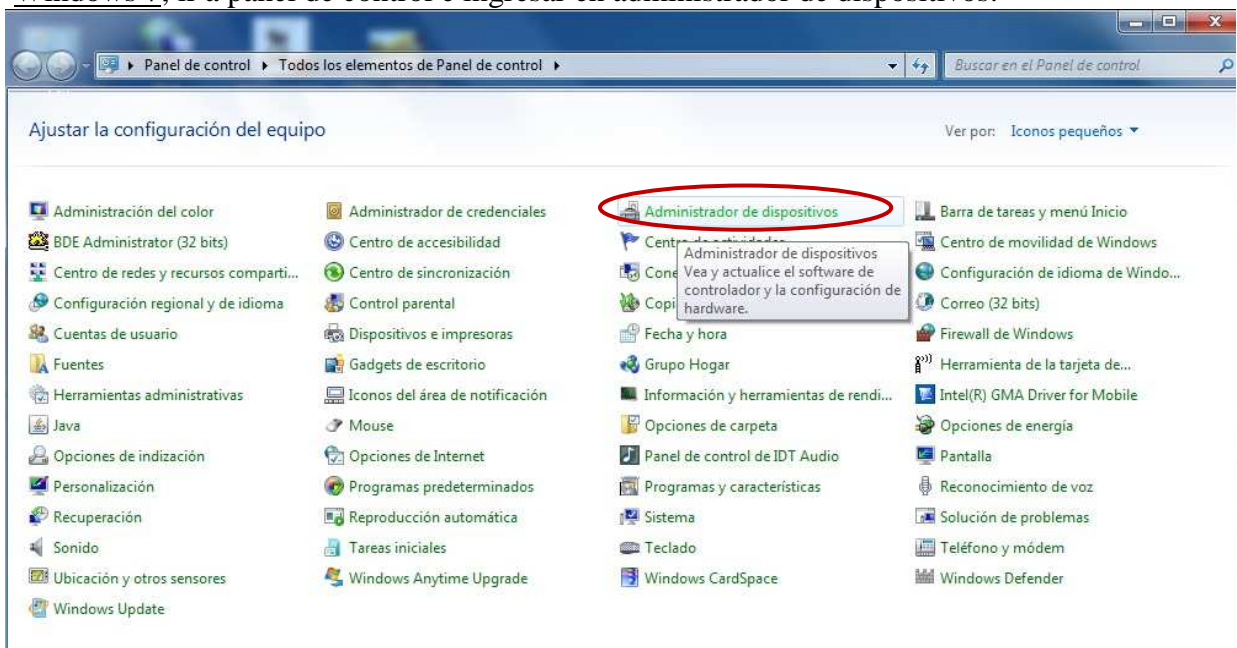 Windows 7, ir a panel de control e ingresar en administrador de dispositivos.
Panel de control Todos los elementos de Panel de control
Buscar en el Panel de control
Ajustar la configuración del equipo
Ver por: Iconos pequeños
Administración del color
Administrador de credenciales
Administrador de dispositivos
Barra de tareas y menú Inicio
BDE Administrator (32 bits)
Centro de accesibilidad
Centro de actividades
Centro de movilidad de Windows
Administrador de dispositivos
Vea y actualice el software de
controlador y la configuración de
hardware.
Centro de redes y recursos comparti...
Centro de sincronización
Cone
Configuración de idioma de Windo...
Configuración regional y de idioma
Control parental
Copi
Correo (32 bits)
Cuentas de usuario
Dispositivos e impresoras
Fecha y hora
Firewall de Windows
Fuentes
Gadgets de escritorio
Grupo Hogar
Herramienta de la tarjeta de...
Herramientas administrativas
Iconos del área de notificación
Información y herramientas de rendi...
Intel(R) GMA Driver for Mobile
Java
Mouse
Opciones de carpeta
Opciones de energía
Opciones de indización
Opciones de Internet
Panel de control de IDT Audio
Pantalla
Personalización
Programas predeterminados
Programas y características
Reconocimiento de voz
Recuperación
Reproducción automática
Sistema
Solución de problemas
Sonido
Tareas iniciales
Teclado
Teléfono y módem
Ubicación y otros sensores
Windows Anytime Upgrade
Windows CardSpace
Windows Defender
Windows Update